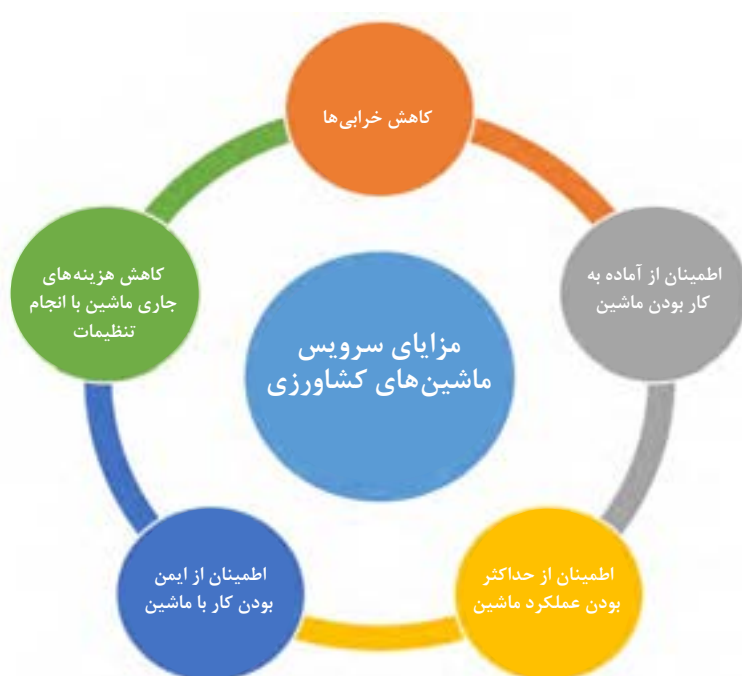 کاهش خرابی‌ها
اطمینان از آماده به
کار بودن ماشین
کاهش هزینه‌های
جاری ماشین با انجام
تنظیمات
مزایای سرویس
ماشین‌های کشاورزی
اطمینان از حداکثر
بودن عملکرد ماشین
اطمینان از ایمن
بودن کار با ماشین